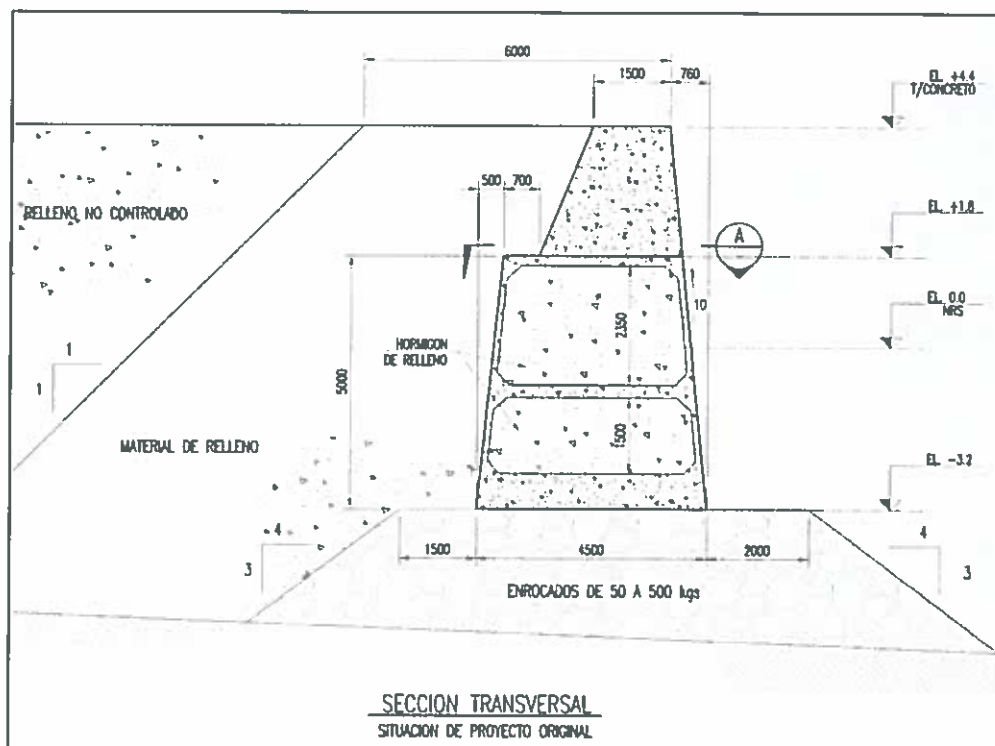 6000
1500
760
EL +4.4
T/CONCRETO
500
700
RELLENO NO CONTROLADO
EL +1.8
A
10
EL 0.0
NRS
HORMIGON
DE RELLENO
2350
5000
1
1
MATERIAL DE RELLENO
1500
EL -3.2
4
3
1500
4500
2000
4
3
ENROCADOS DE 50 A 500 kgs
SECCION TRANSVERSAL
SITUACION DE PROYECTO ORIGINAL